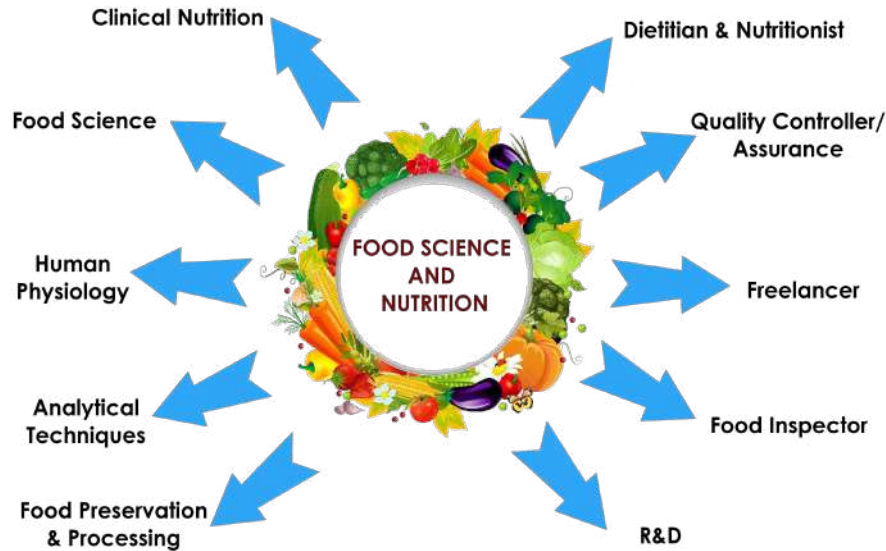 Clinical Nutrition
Dietitian & Nutritionist
Food Science
Quality Controller/
Assurance
FOOD SCIENCE
AND
NUTRITION
Human
Physiology
Freelancer
Analytical
Techniques
Food Inspector
Food Preservation
& Processing
R&D